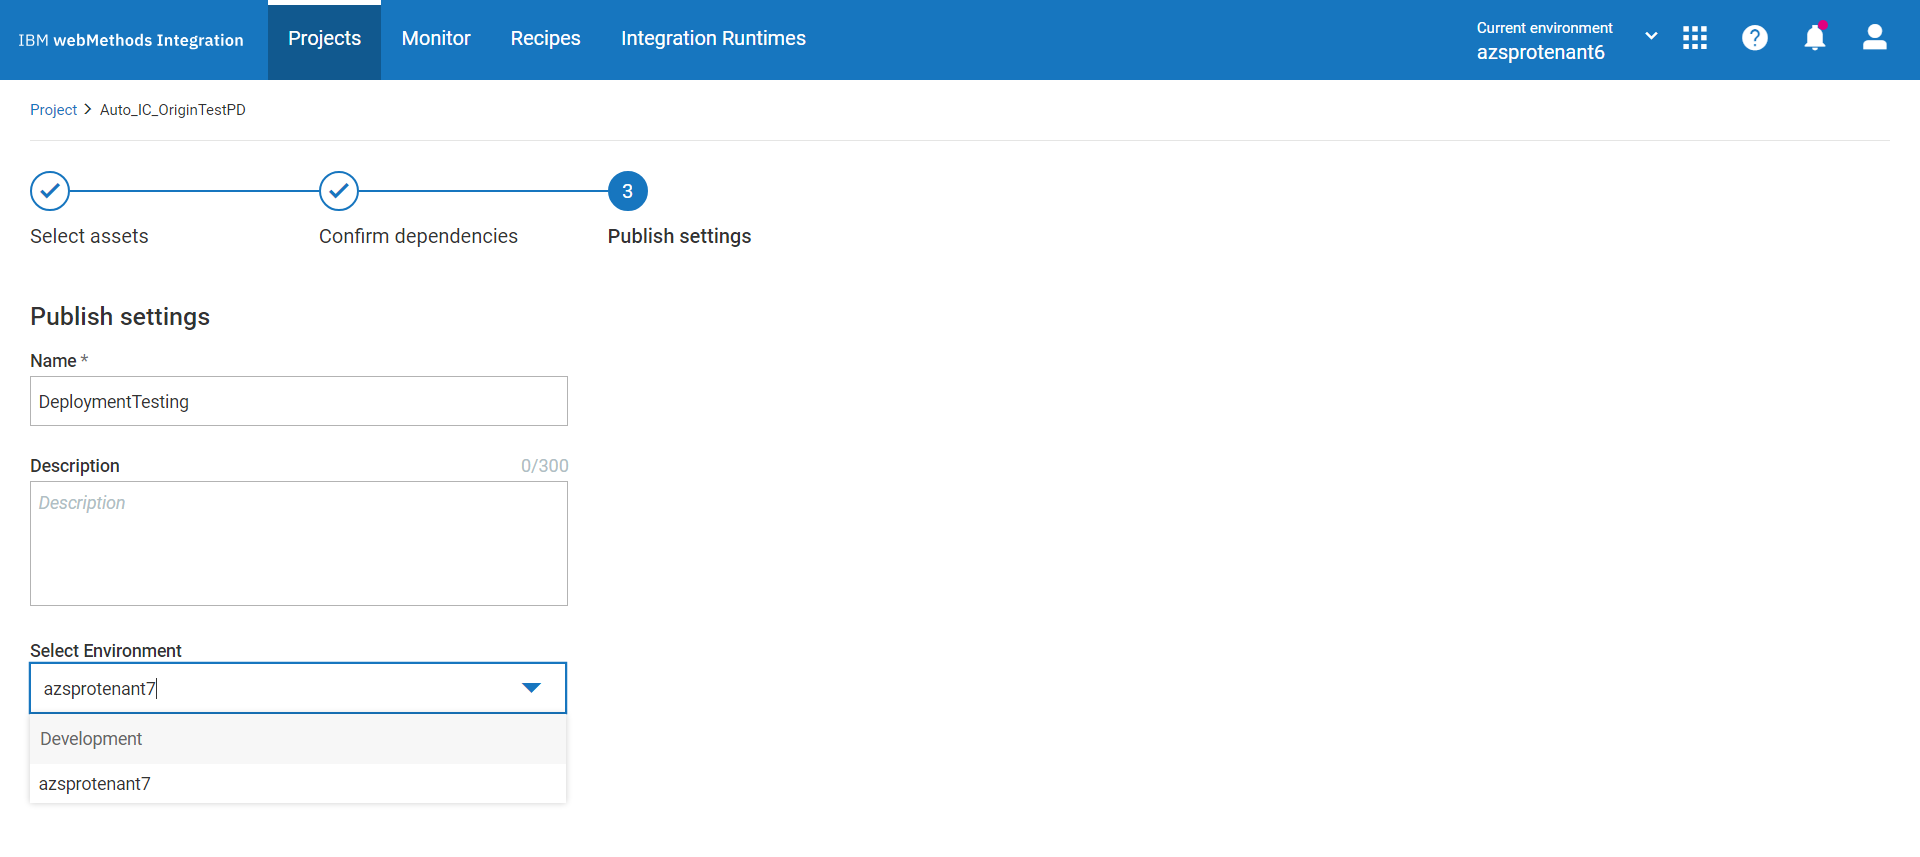 IBM webMethods Integration
Projects
Monitor
Recipes
Integration Runtimes
Current environment
azsprotenant6
?
Project > Auto_IC_OriginTestPD
3
Select assets
Confirm dependencies
Publish settings
Publish settings
Name *
DeploymentTesting
Description 0/300
Description
Select Environment
azsprotenant7
Development
azsprotenant7